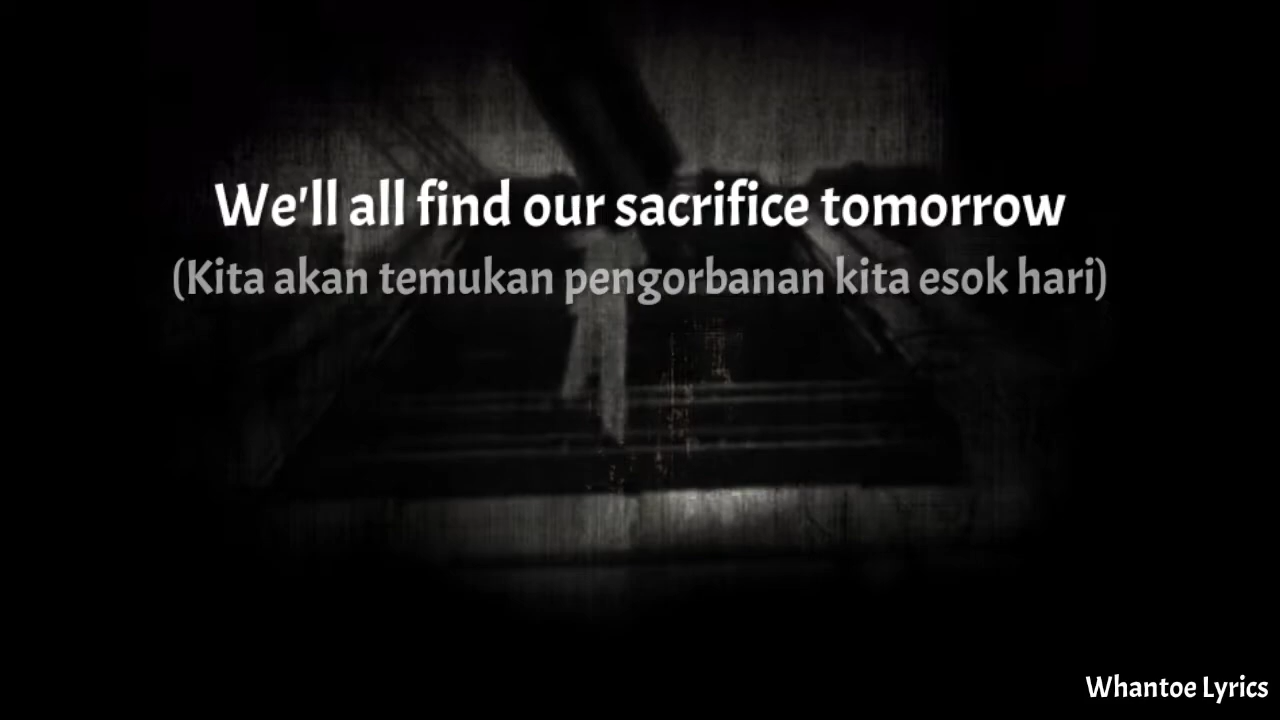 We'll all find our sacrifice tomorrow
(Kita akan temukan pengorbanan kita esok hari)
Whantoe Lyrics